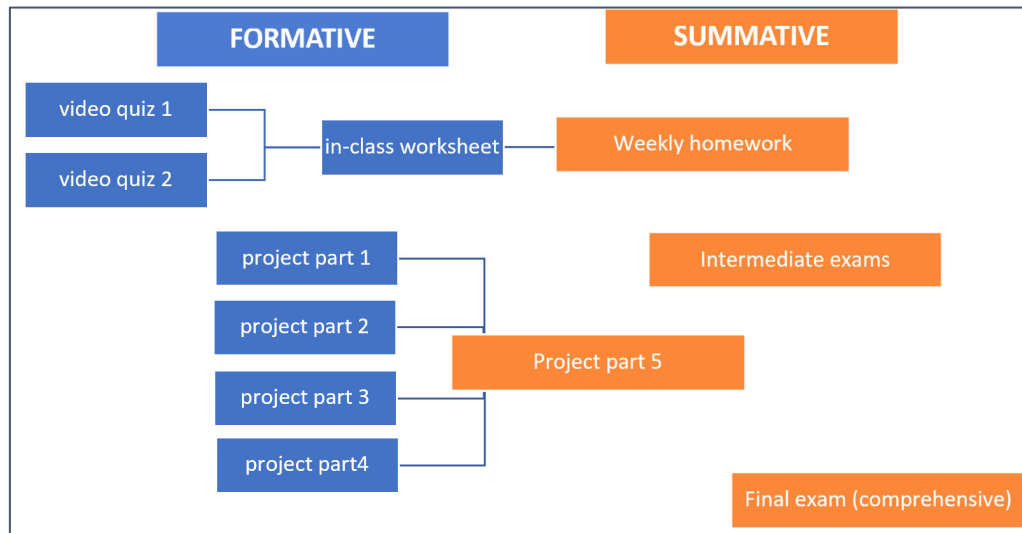 FORMATIVE
SUMMATIVE
video quiz 1
video quiz 2
in-class worksheet
Weekly homework
project part 1
project part 2
project part 3
project part4
Intermediate exams
Project part 5
Final exam (comprehensive)